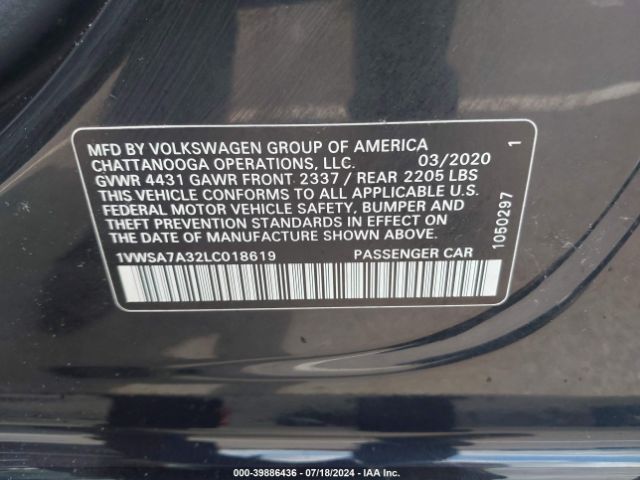 MFD BY VOLKSWAGEN GROUP OF AMERICA
CHATTANOOGA OPERATIONS, LLC. 03/2020
GVWR 4431 GAWR FRONT 2337 / REAR 2205 LBS
THIS VEHICLE CONFORMS TO ALL APPLICABLE U.S.
FEDERAL MOTOR VEHICLE SAFETY, BUMPER, AND
THEFT PREVENTION STANDARDS IN EFFECT ON THE
DATE OF MANUFACTURE SHOWN ABOVE.
1VWSA7A32LC018619 PASSENGER CAR
1050297 1
000-39886436 - 07/18/2024 - IAA Inc.